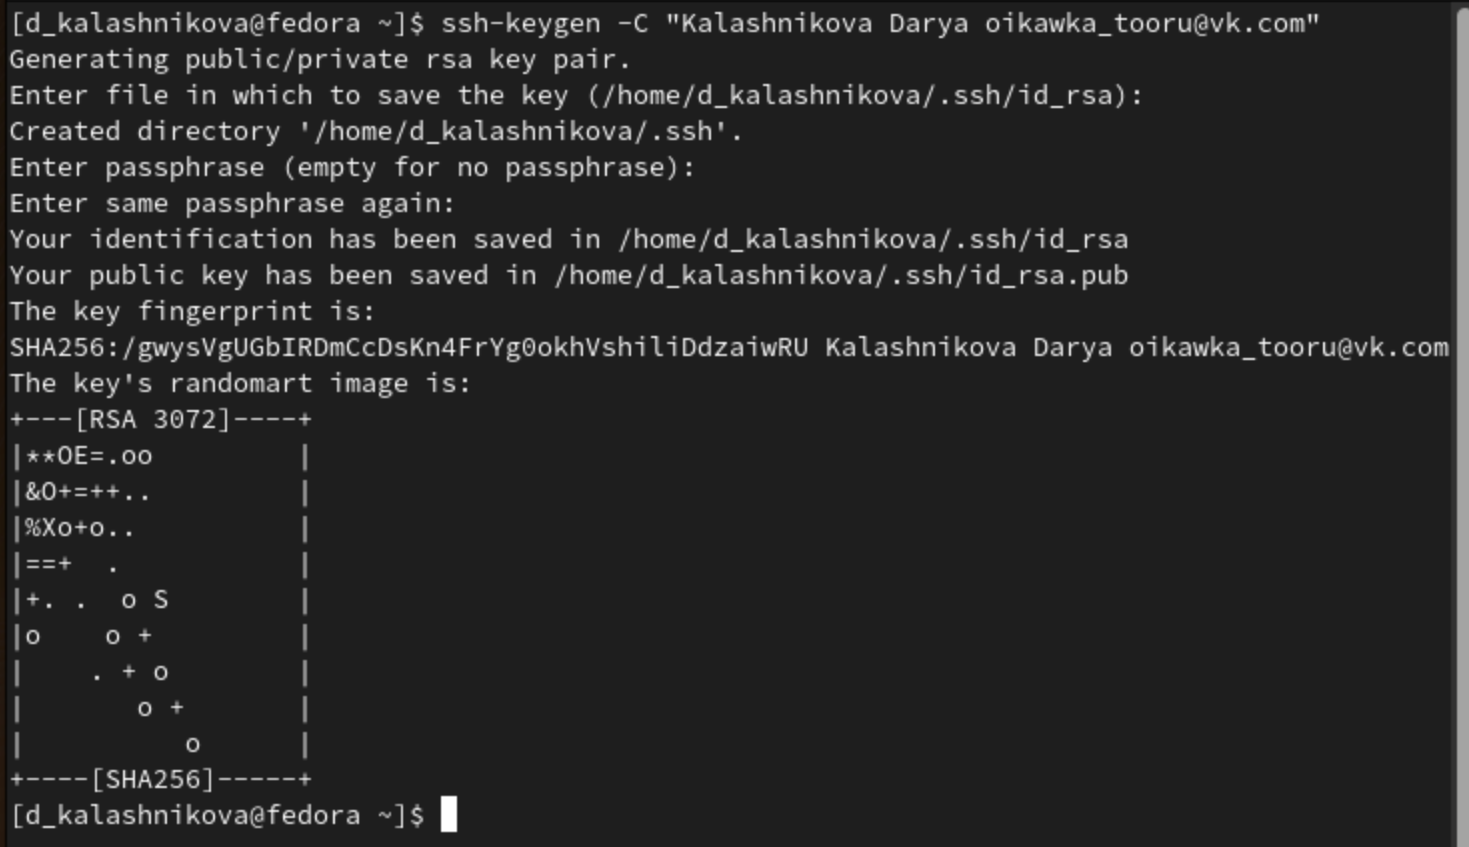 [d_kalashnikova@fedora ~]$ ssh-keygen -C "Kalashnikova Darya oikawka_tooru@vk.com"
Generating public/private rsa key pair.
Enter file in which to save the key (/home/d_kalashnikova/.ssh/id_rsa):
Created directory '/home/d_kalashnikova/.ssh'.
Enter passphrase (empty for no passphrase):
Enter same passphrase again:
Your identification has been saved in /home/d_kalashnikova/.ssh/id_rsa
Your public key has been saved in /home/d_kalashnikova/.ssh/id_rsa.pub
The key fingerprint is:
SHA256:/gwysVgUGbIRDmCcDsKn4FrYg0okhVshiliDdzaiwRU Kalashnikova Darya oikawka_tooru@vk.com
The key's randomart image is:
+---[RSA 3072]----+
|**OE=.oo         |
|&O+=++..         |
|%Xo+o..          |
|==+  .           |
|+. .  o S        |
|o    o +         |
|    . + o        |
|       o +       |
|          o      |
+----[SHA256]-----+
[d_kalashnikova@fedora ~]$